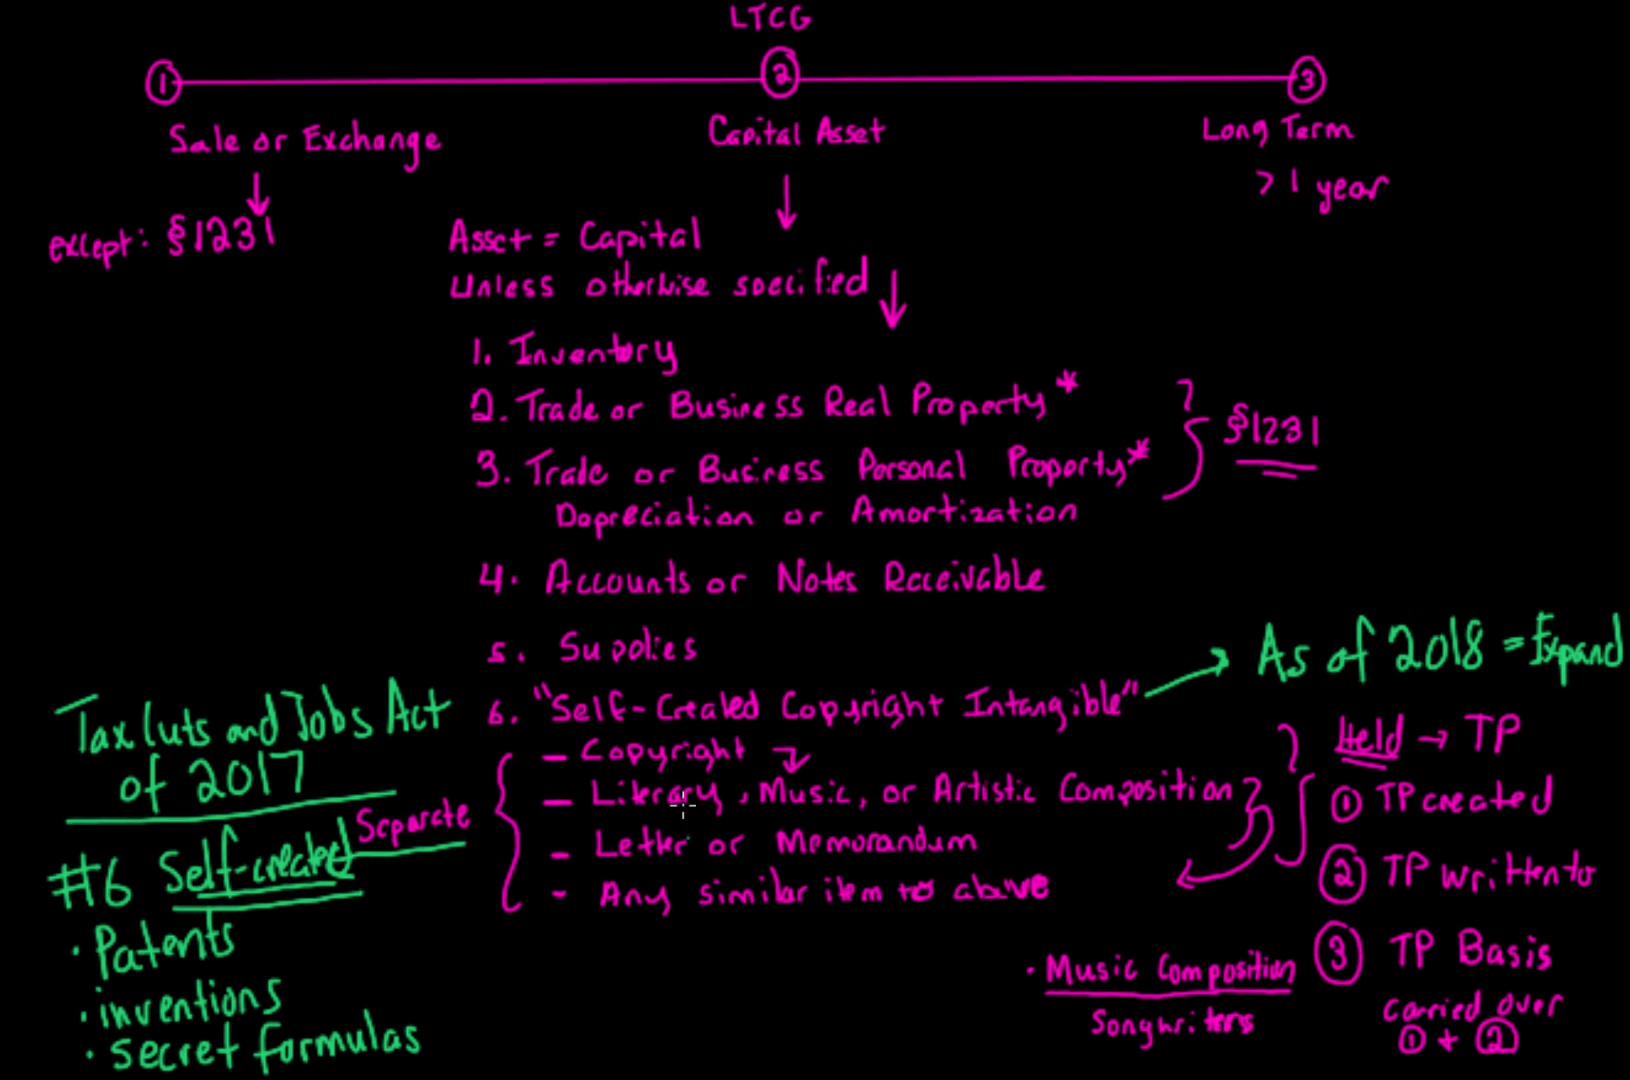 LTCG
1 2 3
Sale or Exchange
except: §1231
Capital Asset
Long Term
> 1 year
Asset = Capital
Unless otherwise specified
1. Inventory
2. Trade or Business Real Property*
3. Trade or Business Personal Property*
Depreciation or Amortization
§1231
4. Accounts or Notes Receivable
5. Supplies
6. "Self-Created Copyright Intangible"
- Copyright
- Literary, Music, or Artistic Composition
- Letter or Memorandum
- Any similar item to above
As of 2018 = Expand
Held → TP
1 TP created
2 TP written to
3 TP Basis
carried over
1 + 2
• Music Composition
Songwriters
Tax Cuts and Jobs Act
of 2017
Separate
#6 Self-created
• Patents
• inventions
• secret formulas